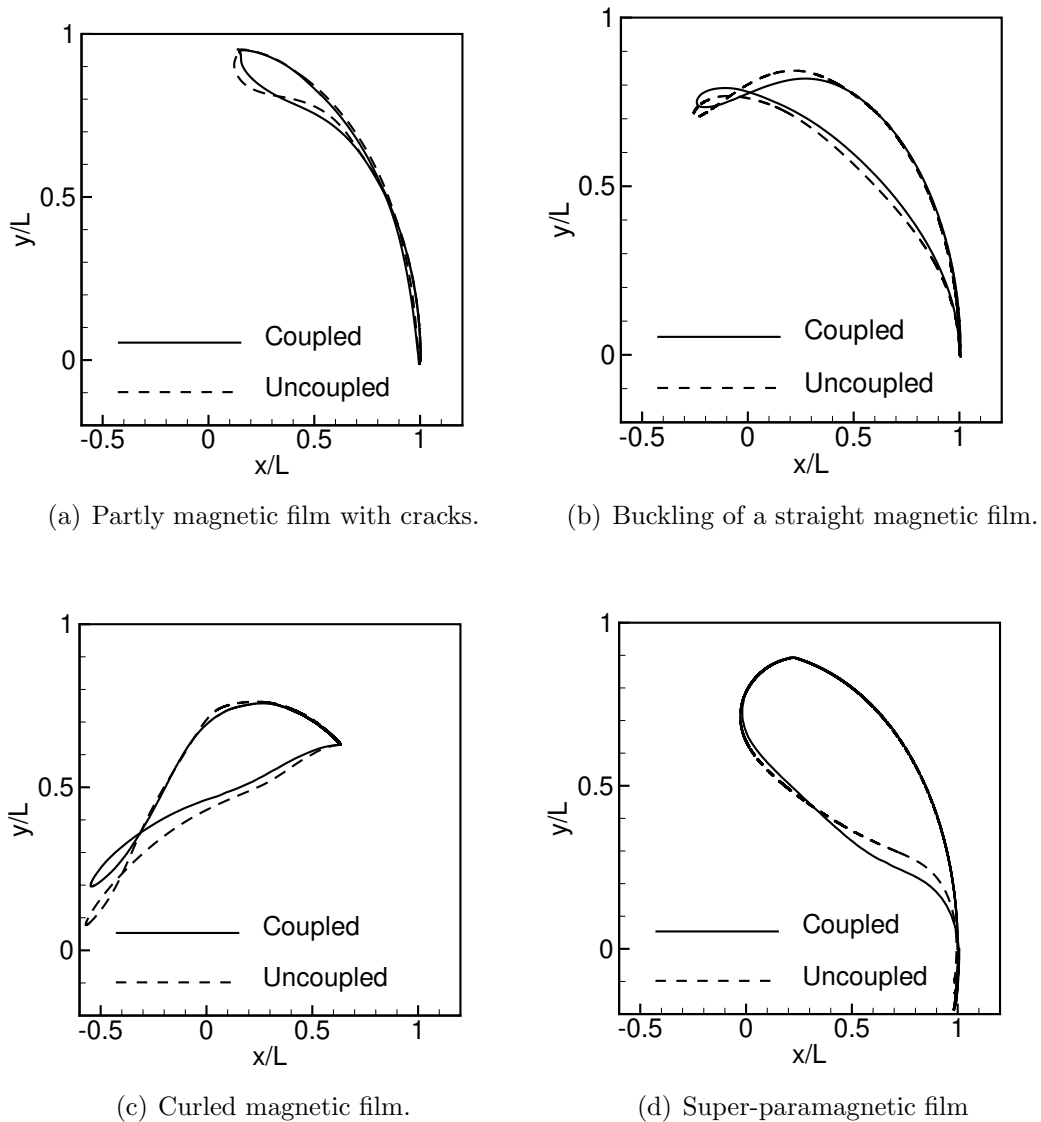 1
0.5
0
y/L
Coupled
Uncoupled
-0.5 0 0.5 1
x/L
(a) Partly magnetic film with cracks.
1
0.5
0
y/L
Coupled
Uncoupled
-0.5 0 0.5 1
x/L
(b) Buckling of a straight magnetic film.
1
0.5
0
y/L
Coupled
Uncoupled
-0.5 0 0.5 1
x/L
(c) Curled magnetic film.
1
0.5
0
y/L
Coupled
Uncoupled
-0.5 0 0.5 1
x/L
(d) Super-paramagnetic film